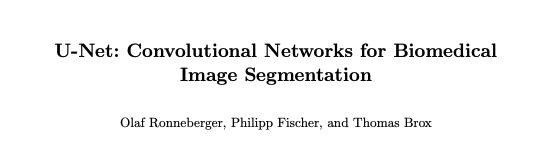 U-Net: Convolutional Networks for Biomedical
Image Segmentation
Olaf Ronneberger, Philipp Fischer, and Thomas Brox